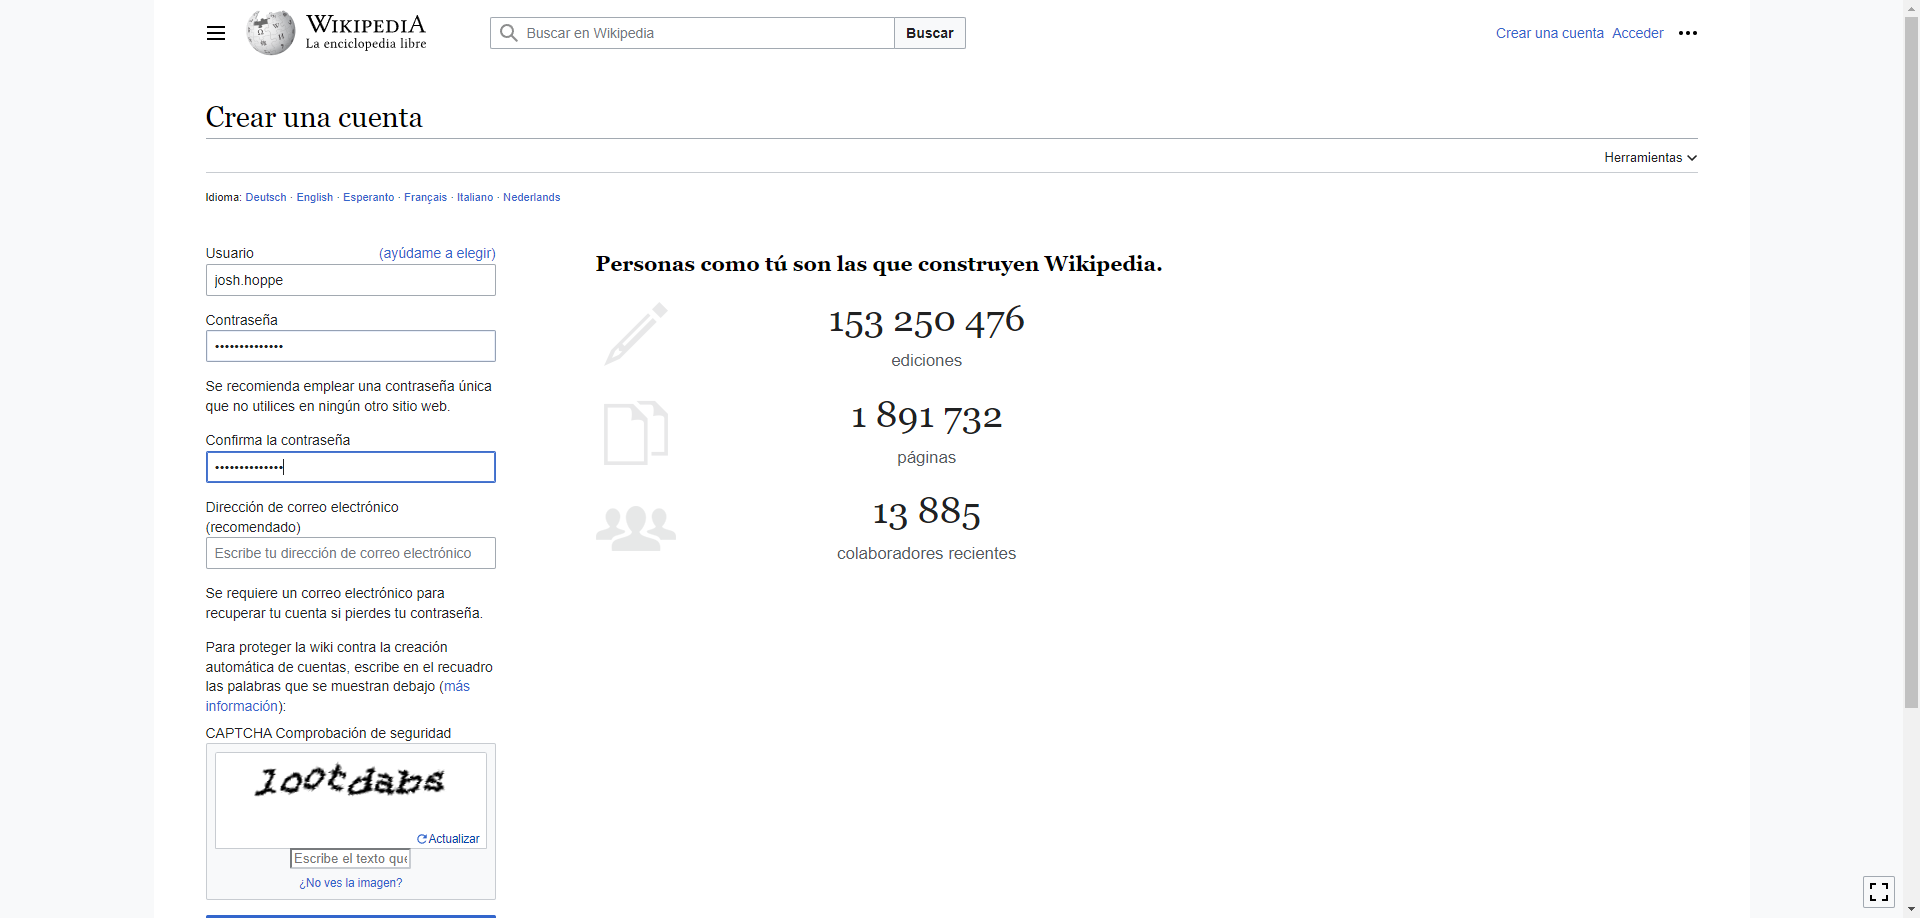 WIKIPEDIA
La enciclopedia libre
Buscar en Wikipedia
Buscar
Crear una cuenta
Acceder
Crear una cuenta
Herramientas
Idioma: Deutsch · English · Esperanto · Français · Italiano · Nederlands
Usuario
(ayúdame a elegir)
josh.hoppe
Contraseña
••••••••••••••
Se recomienda emplear una contraseña única
que no utilices en ningún otro sitio web.
Confirma la contraseña
••••••••••••••
Dirección de correo electrónico
(recomendado)
Escribe tu dirección de correo electrónico
Se requiere un correo electrónico para
recuperar tu cuenta si pierdes tu contraseña.
Para proteger la wiki contra la creación
automática de cuentas, escribe en el recuadro
las palabras que se muestran debajo (más
información):
CAPTCHA Comprobación de seguridad
lootdabs
Actualizar
Escribe el texto que
¿No ves la imagen?
Personas como tú son las que construyen Wikipedia.
153 250 476
ediciones
1 891 732
páginas
13 885
colaboradores recientes